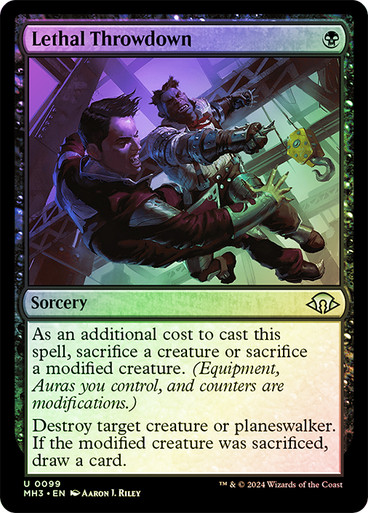 Lethal Throwdown
Sorcery
As an additional cost to cast this
spell, sacrifice a creature or sacrifice
a modified creature. (Equipment,
Auras you control, and counters are
modifications.)
Destroy target creature or planeswalker.
If the modified creature was sacrificed,
draw a card.
U 0099
MH3 • EN Aaron J. Riley
™ & © 2024 Wizards of the Coast